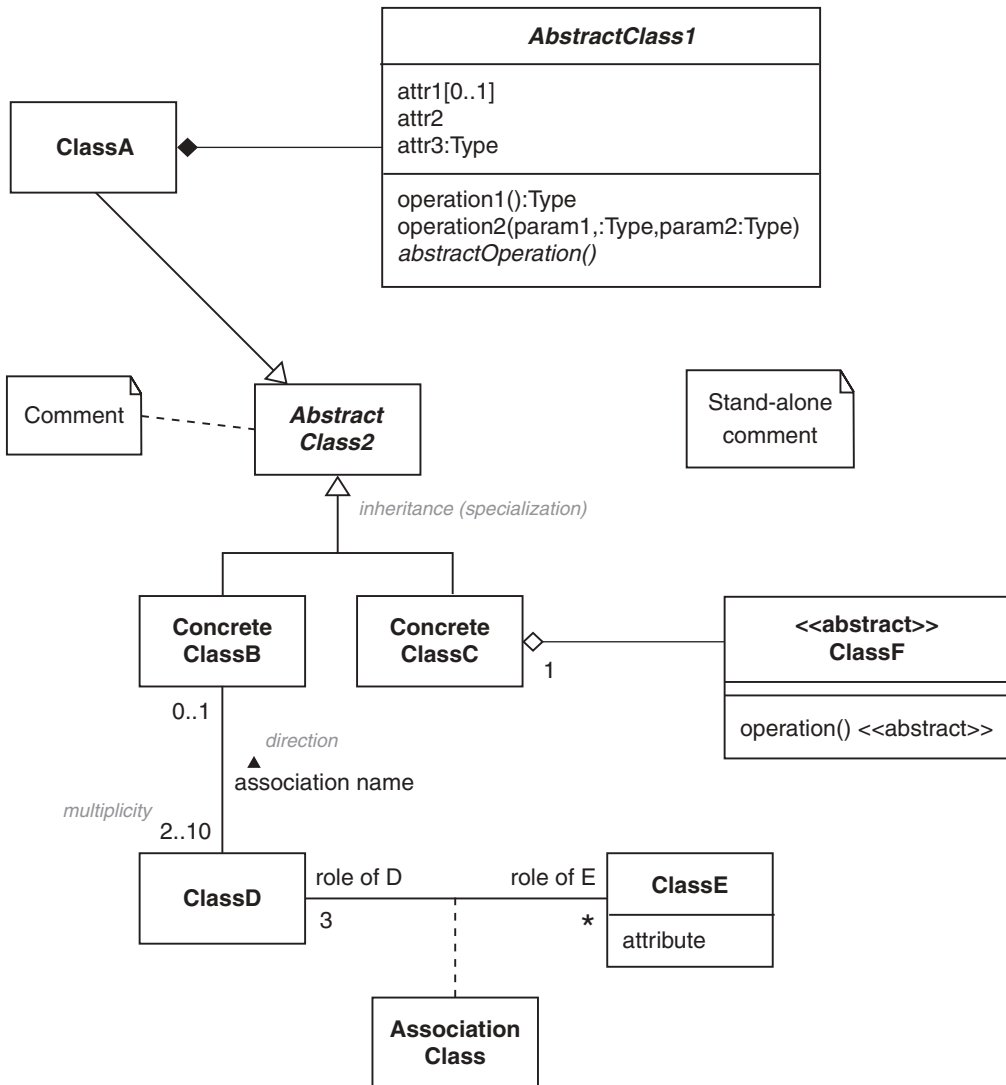 AbstractClass1
attr1[0..1]
attr2
attr3:Type
ClassA
operation1():Type
operation2(param1,:Type,param2:Type)
abstractOperation()
Comment
Abstract
Class2
Stand-alone
comment
inheritance (specialization)
Concrete
ClassB
Concrete
ClassC
1
<<abstract>>
ClassF
operation() <<abstract>>
0..1
direction
▲
association name
multiplicity
2..10
ClassD
role of D
3
role of E
*
ClassE
attribute
Association
Class